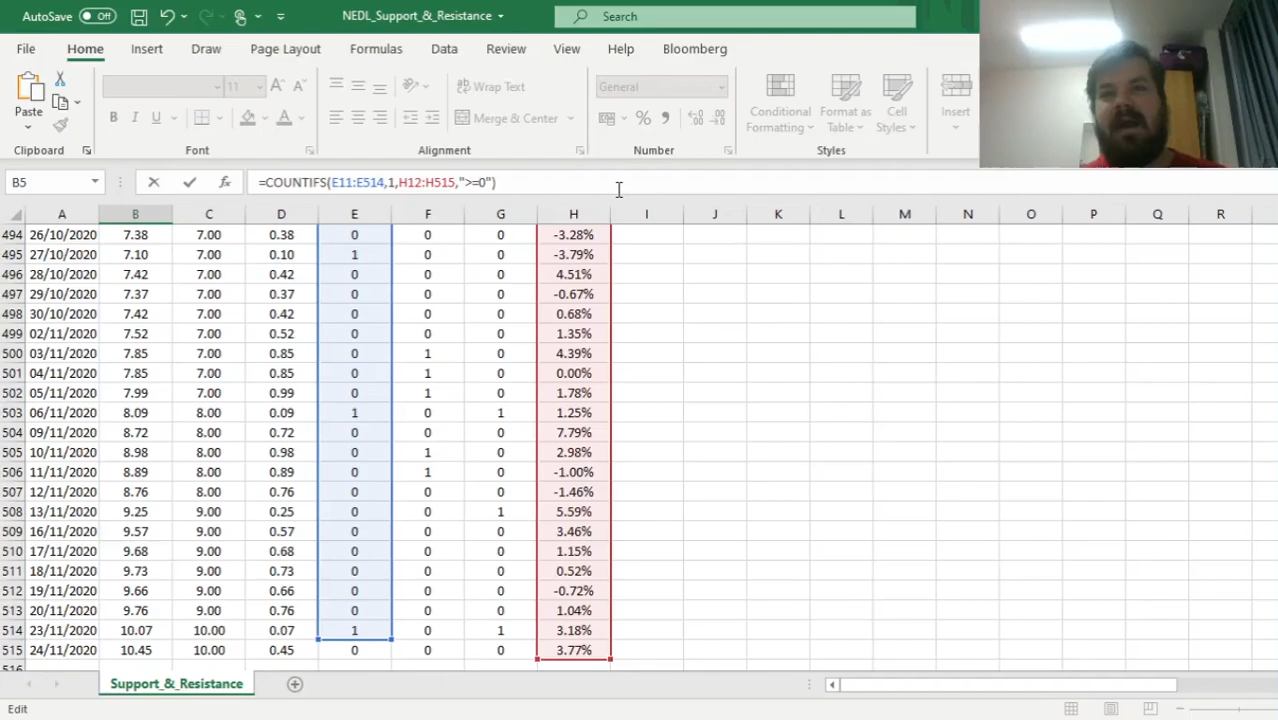 AutoSave Off NEDL_Support_&_Resistance Search
File Home Insert Draw Page Layout Formulas Data Review View Help Bloomberg
Paste 11 Wrap Text General Conditional Formatting Format as Table Cell Styles Insert
B I U Merge & Center
Clipboard Font Alignment Number Styles
B5 =COUNTIFS(E11:E514,1,H12:H515,">=0")
A B C D E F G H I J K L M N O P Q R
494 26/10/2020 7.38 7.00 0.38 0 0 0 -3.28%
495 27/10/2020 7.10 7.00 0.10 1 0 0 -3.79%
496 28/10/2020 7.42 7.00 0.42 0 0 0 4.51%
497 29/10/2020 7.37 7.00 0.37 0 0 0 -0.67%
498 30/10/2020 7.42 7.00 0.42 0 0 0 0.68%
499 02/11/2020 7.52 7.00 0.52 0 0 0 1.35%
500 03/11/2020 7.85 7.00 0.85 0 1 0 4.39%
501 04/11/2020 7.85 7.00 0.85 0 1 0 0.00%
502 05/11/2020 7.99 7.00 0.99 0 1 0 1.78%
503 06/11/2020 8.09 8.00 0.09 1 0 1 1.25%
504 09/11/2020 8.72 8.00 0.72 0 0 0 7.79%
505 10/11/2020 8.98 8.00 0.98 0 1 0 2.98%
506 11/11/2020 8.89 8.00 0.89 0 1 0 -1.00%
507 12/11/2020 8.76 8.00 0.76 0 0 0 -1.46%
508 13/11/2020 9.25 9.00 0.25 0 0 1 5.59%
509 16/11/2020 9.57 9.00 0.57 0 0 0 3.46%
510 17/11/2020 9.68 9.00 0.68 0 0 0 1.15%
511 18/11/2020 9.73 9.00 0.73 0 0 0 0.52%
512 19/11/2020 9.66 9.00 0.66 0 0 0 -0.72%
513 20/11/2020 9.76 9.00 0.76 0 0 0 1.04%
514 23/11/2020 10.07 10.00 0.07 1 0 1 3.18%
515 24/11/2020 10.45 10.00 0.45 0 0 0 3.77%
Support_&_Resistance
Edit